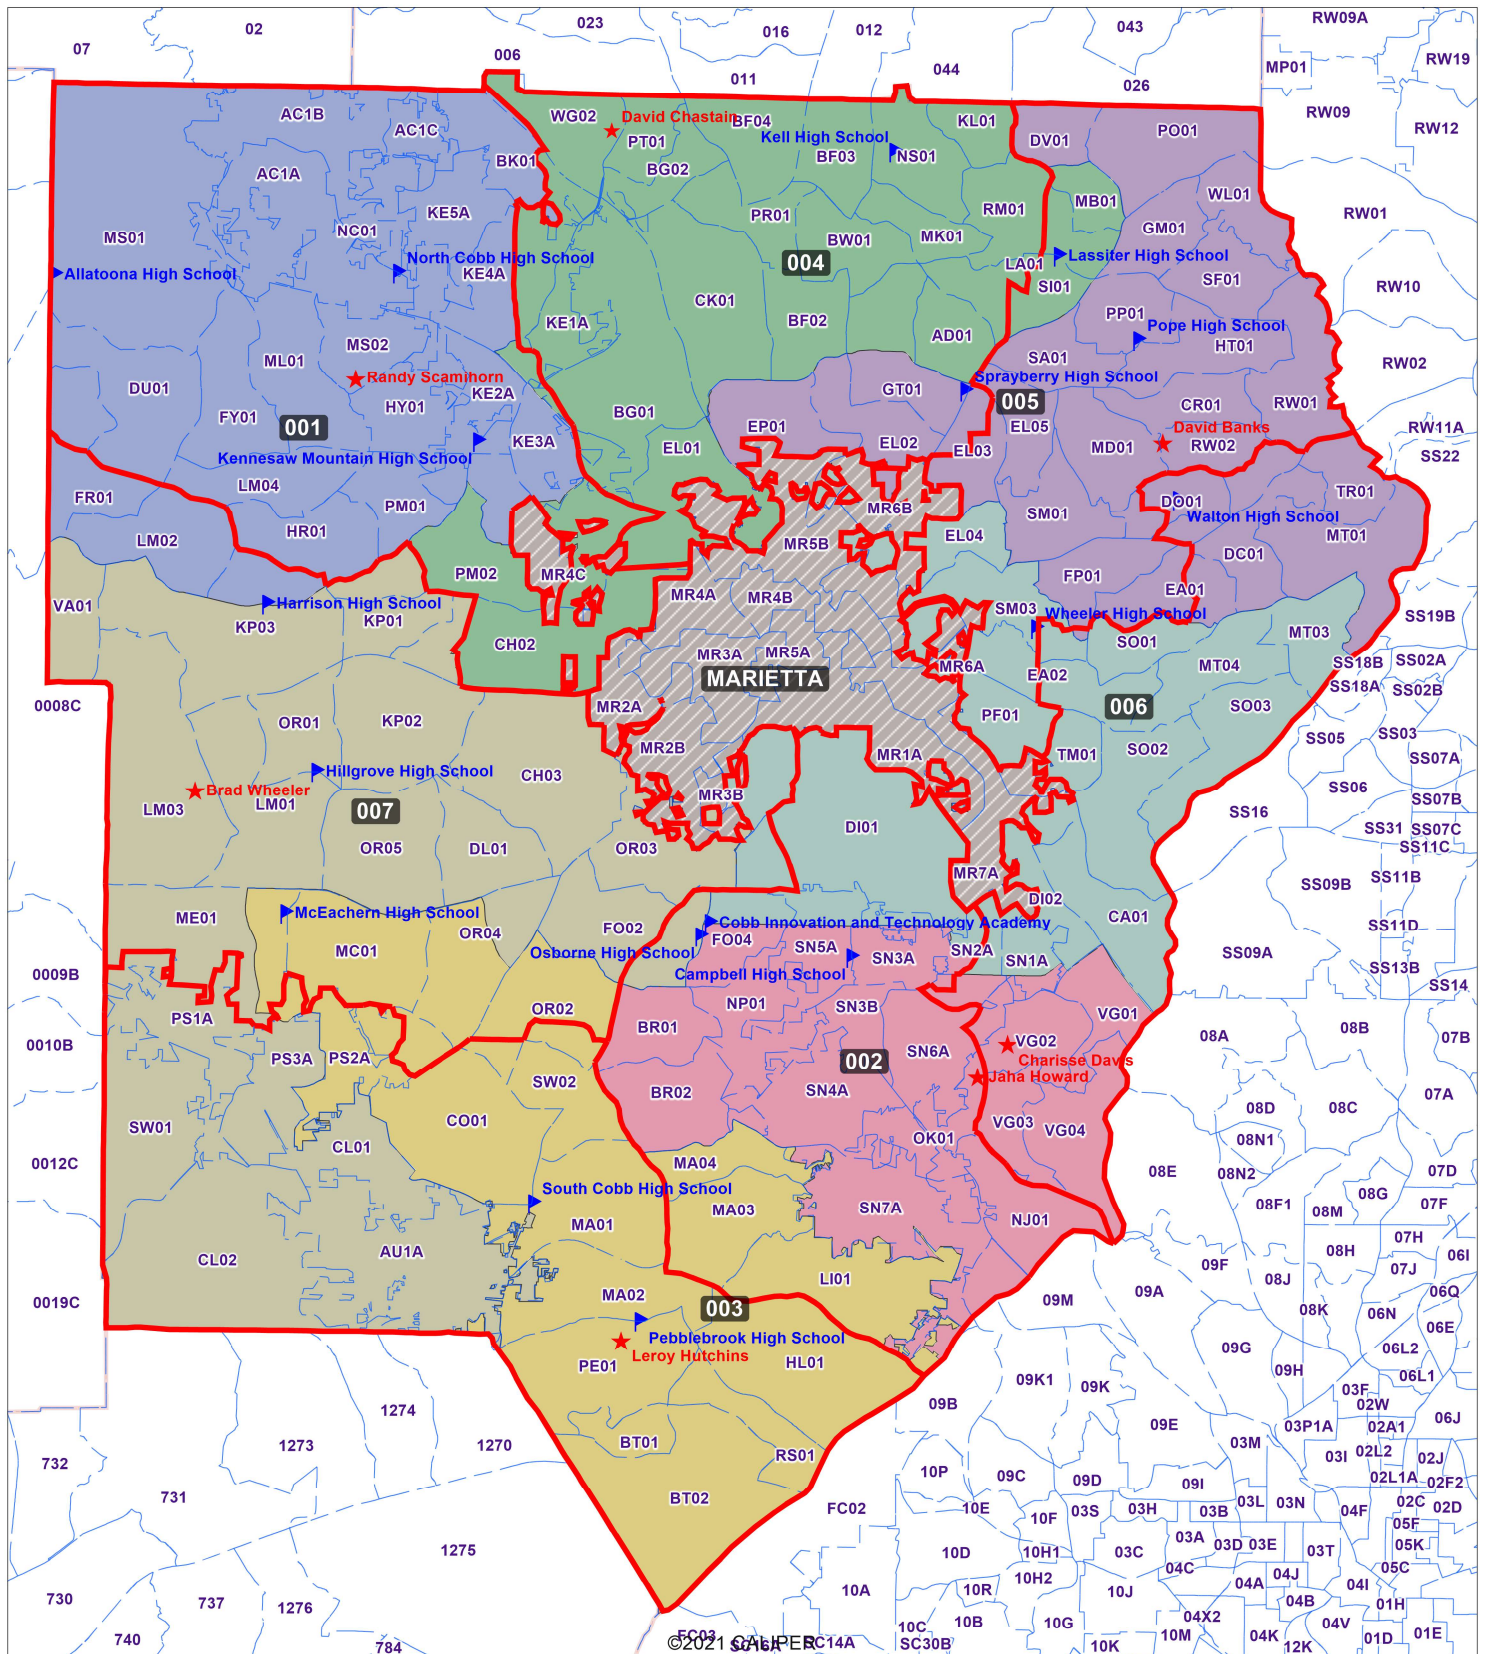 02
023
016
012
043
RW09A
07
006
011
044
026
MP01
RW19
RW09
RW12
AC1B
AC1C
WG02
David Chastain
BF04
KL01
PO01
PT01
Kell High School
BK01
BG02
BF03
NS01
DV01
AC1A
KE5A
PR01
RM01
MB01
WL01
RW01
MS01
NC01
BW01
MK01
GM01
North Cobb High School
Allatoona High School
KE4A
004
LA01
Lassiter High School
SI01
SF01
RW10
CK01
KE1A
BF02
AD01
PP01
Pope High School
HT01
MS02
ML01
SA01
RW02
Randy Scamihorn
Sprayberry High School
DU01
KE2A
GT01
005
HY01
FY01
001
BG01
CR01
RW01
EP01
EL05
David Banks
RW11A
KE3A
EL01
EL02
EL03
MD01
RW02
SS22
Kennesaw Mountain High School
LM04
FR01
PM01
MR6B
DO01
TR01
Walton High School
SM01
HR01
LM02
MR5B
EL04
MT01
DC01
PM02
MR4C
MR4A
MR4B
FP01
EA01
VA01
Harrison High School
KP03
KP01
SM03
Wheeler High School
SS19B
CH02
MR3A
MR5A
SO01
MT03
MARIETTA
MR6A
EA02
MT04
SS18B
SS02A
SS18A
SS02B
0008C
OR01
KP02
MR2A
PF01
006
SO03
MR2B
MR1A
TM01
SO02
SS05
SS03
SS07A
Hillgrove High School
CH03
Brad Wheeler
LM03
LM01
007
MR3B
SS06
SS07B
SS16
DI01
SS31
SS07C
SS11C
OR05
DL01
OR03
MR7A
DI02
SS09B
SS11B
ME01
McEachern High School
OR04
FO02
Cobb Innovation and Technology Academy
CA01
SS11D
MC01
Osborne High School
FO04
SN5A
SN3A
SN2A
SN1A
SS09A
0009B
Campbell High School
SS13B
SS14
OR02
NP01
SN3B
VG01
PS1A
BR01
08A
08B
07B
0010B
PS3A
PS2A
SN6A
002
VG02
Charisse Davis
Jaha Howard
SW02
BR02
SN4A
07A
SW01
CO01
CL01
OK01
VG03
VG04
08D
08C
08N1
0012C
MA04
08E
08N2
07D
South Cobb High School
MA03
SN7A
NJ01
08F1
08M
08G
07F
MA01
CL02
AU1A
LI01
09F
08H
07H
06I
08J
07J
0019C
MA02
003
09M
09A
08K
06Q
06N
06E
Pebblebrook High School
Leroy Hutchins
PE01
HL01
09G
09H
06L2
06L1
09K1
09K
03F
02W
09B
1274
09E
03P1A
02A1
06J
1273
1270
BT01
RS01
03M
03I
02L2
02J
732
10P
09C
09D
09I
02L1A
02F2
731
BT02
FC02
10E
10F
03S
03H
03B
03L
03N
04F
02C
02D
05F
1275
10D
10H1
03C
03A
03D
03E
03T
05K
04C
05C
10H2
10A
10R
10J
04A
04J
04I
730
737
1276
10C
10B
10G
04X2
04B
01H
04V
740
784
FC03
©2021 CALIPER
SC14A
SC30B
10K
10M
04K
12K
01D
01E